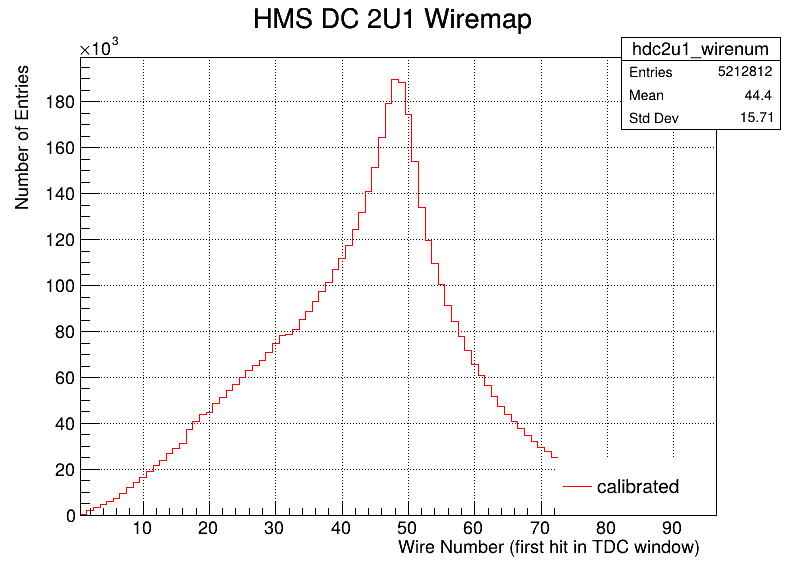 HMS DC 2U1 Wiremap
×10³
hdc2u1_wirenum
Entries 5212812
Mean 44.4
Std Dev 15.71
Number of Entries
180
160
140
120
100
80
60
40
20
0
calibrated
10 20 30 40 50 60 70 80 90
Wire Number (first hit in TDC window)